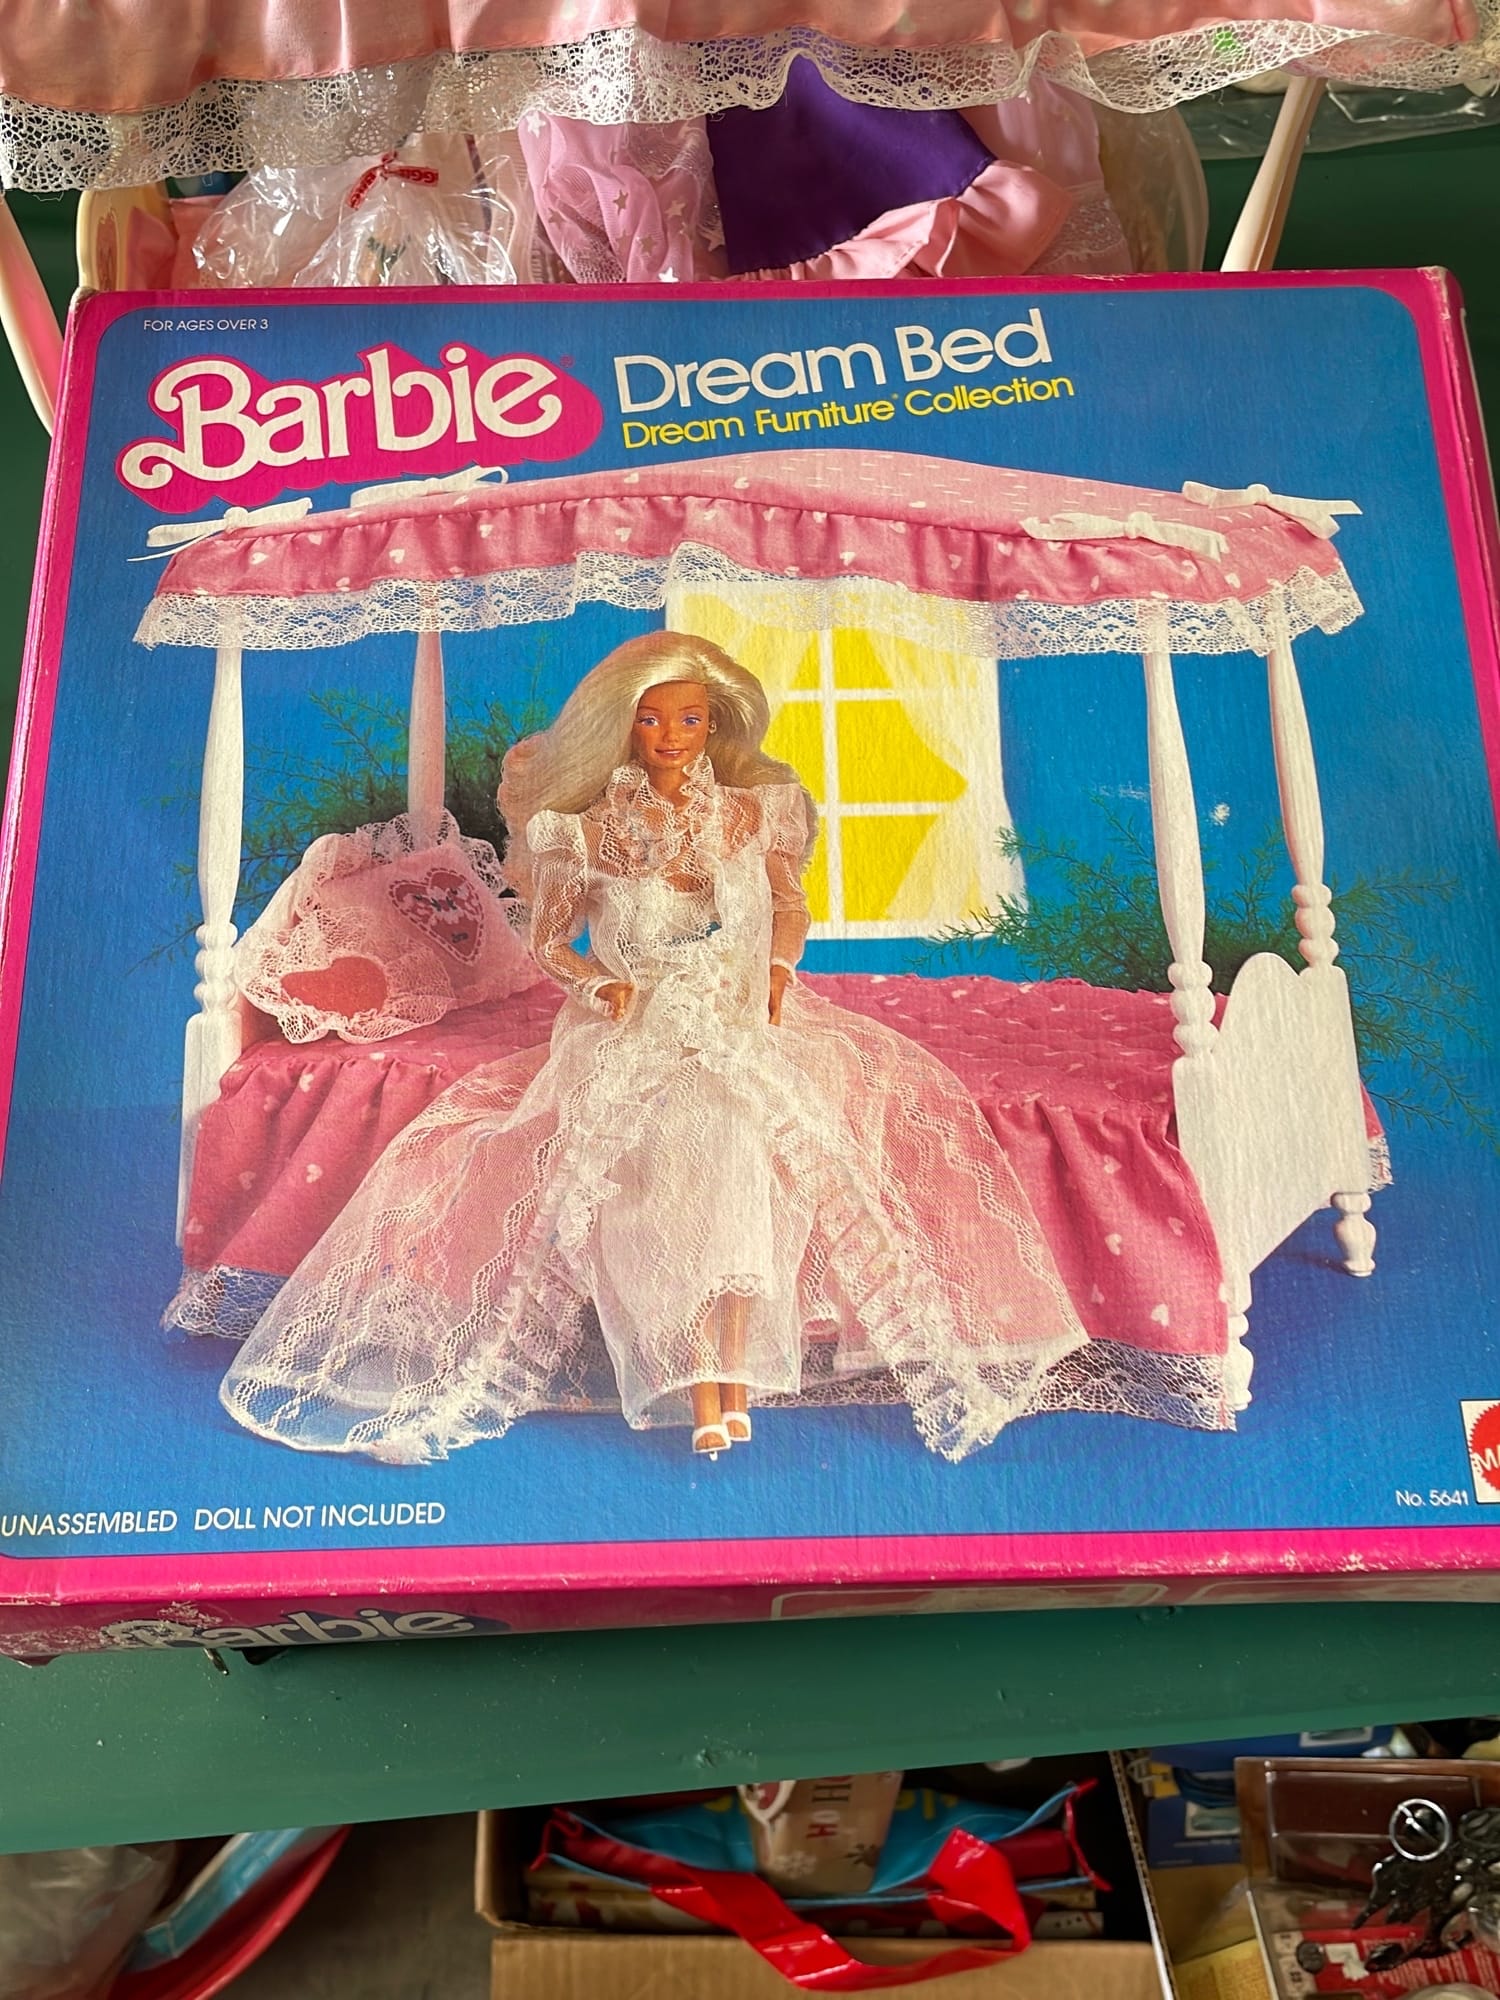 FOR AGES OVER 3
Barbie®
Dream Bed
Dream Furniture® Collection
No. 5641
UNASSEMBLED DOLL NOT INCLUDED
Barbie